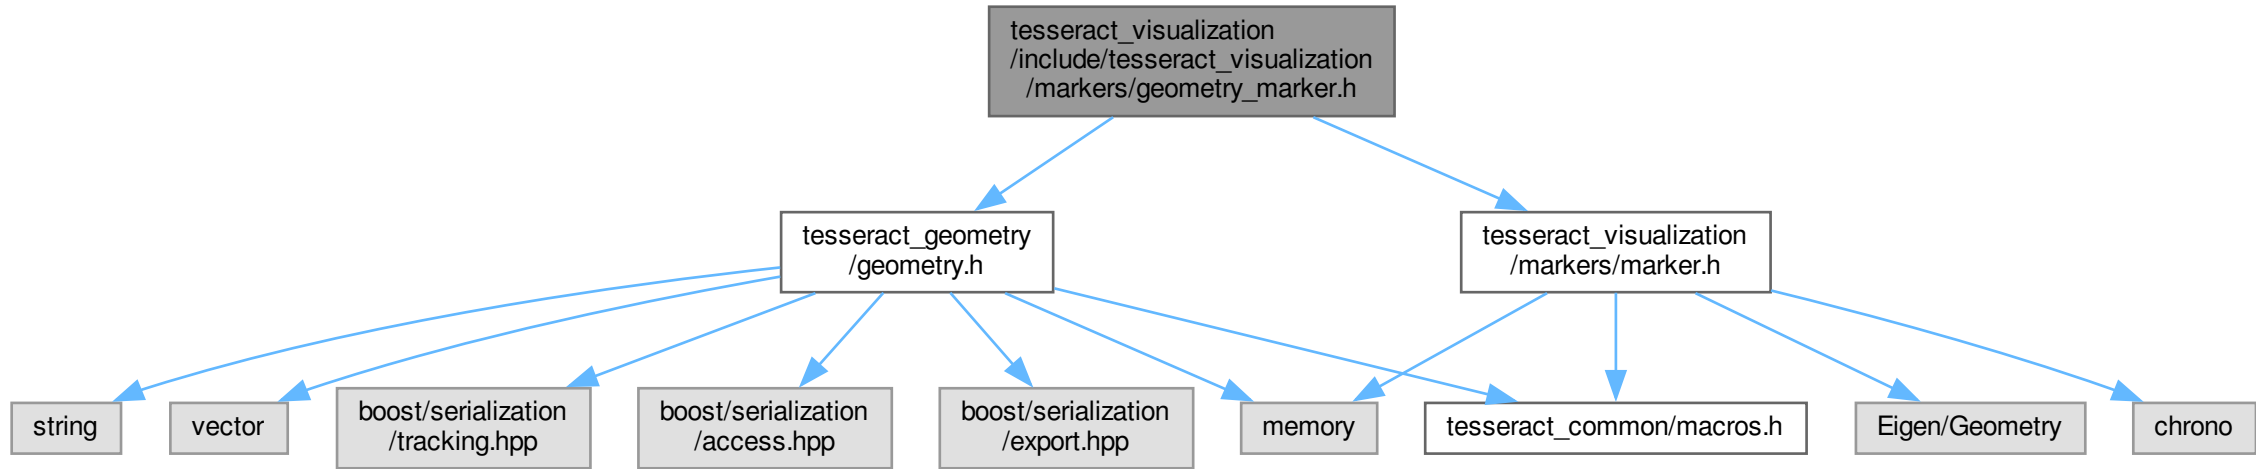 tesseract_visualization
/include/tesseract_visualization
/markers/geometry_marker.h
tesseract_geometry
/geometry.h
tesseract_visualization
/markers/marker.h
string
vector
boost/serialization
/tracking.hpp
boost/serialization
/access.hpp
boost/serialization
/export.hpp
memory
tesseract_common/macros.h
Eigen/Geometry
chrono